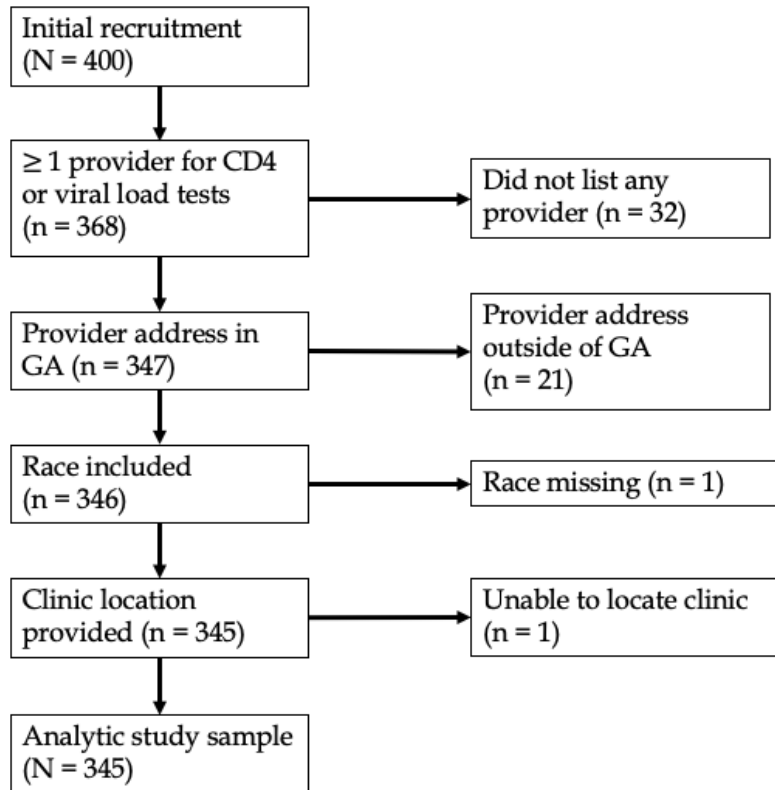 Initial recruitment
(N = 400)
≥ 1 provider for CD4
or viral load tests
(n = 368)
Did not list any
provider (n = 32)
Provider address in
GA (n = 347)
Provider address
outside of GA
(n = 21)
Race included
(n = 346)
Race missing (n = 1)
Clinic location
provided (n = 345)
Unable to locate clinic
(n = 1)
Analytic study sample
(N = 345)